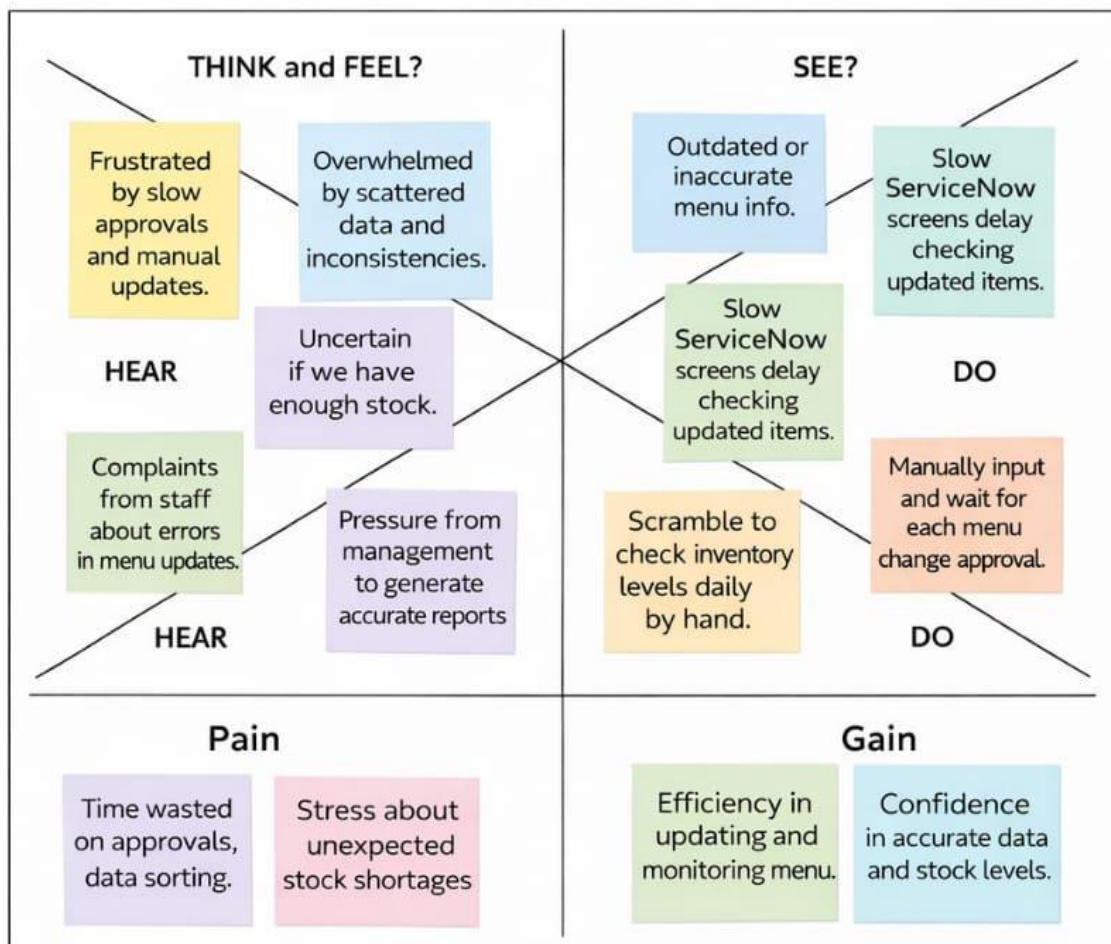 THINK and FEEL?
SEE?
Frustrated
by slow
approvals
and manual
updates.
Overwhelmed
by scattered
data and
inconsistencies.
Outdated or
inaccurate
menu info.
Slow
ServiceNow
screens delay
checking
updated items.
Uncertain
if we have
enough stock.
Slow
ServiceNow
screens delay
checking
updated items.
HEAR
DO
Complaints
from staff
about errors
in menu updates.
Pressure from
management
to generate
accurate reports
Scramble to
check inventory
levels daily
by hand.
Manually input
and wait for
each menu
change approval.
HEAR
DO
Pain
Gain
Time wasted
on approvals,
data sorting.
Stress about
unexpected
stock shortages
Efficiency in
updating and
monitoring menu.
Confidence
in accurate data
and stock levels.